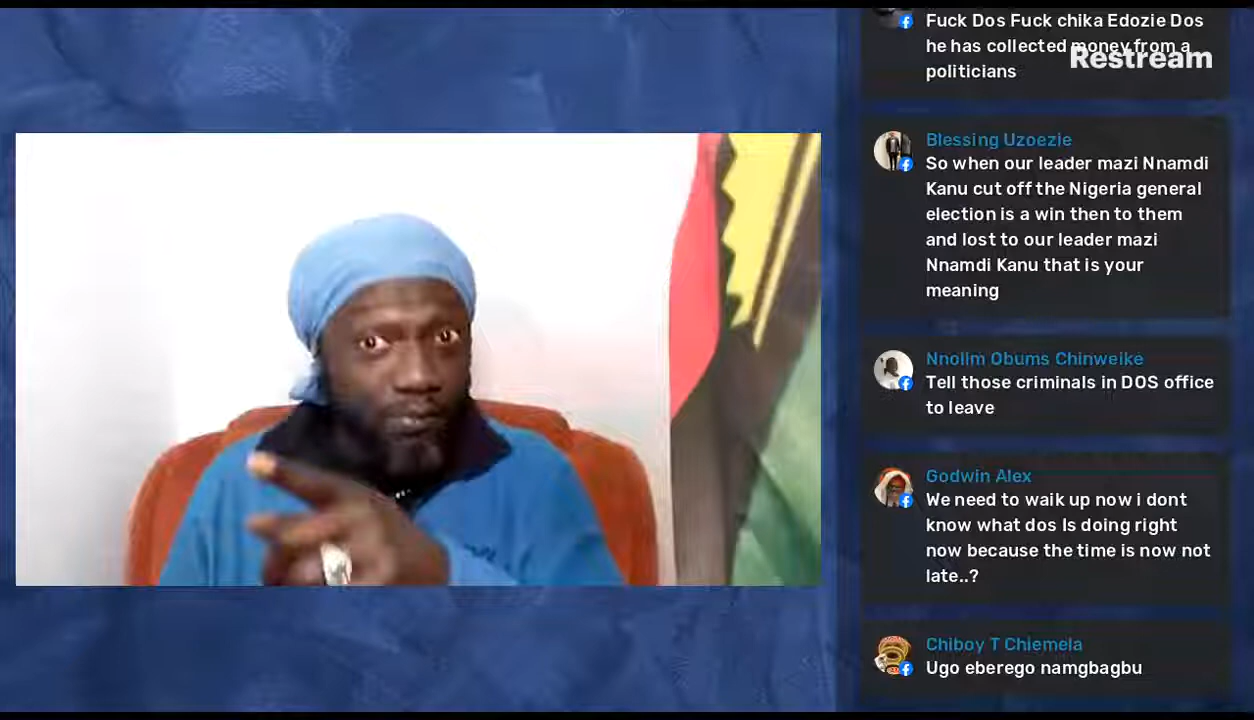 Fuck Dos Fuck chika Edozie Dos
he has collected money from a
politicians
Restream
Blessing Uzoezie
So when our leader mazi Nnamdi
Kanu cut off the Nigeria general
election is a win then to them
and lost to our leader mazi
Nnamdi Kanu that is your
meaning
Nnolim Obums Chinweike
Tell those criminals in DOS office
to leave
Godwin Alex
We need to waik up now i dont
know what dos Is doing right
now because the time is now not
late..?
Chiboy T Chiemela
Ugo eberego namgbagbu